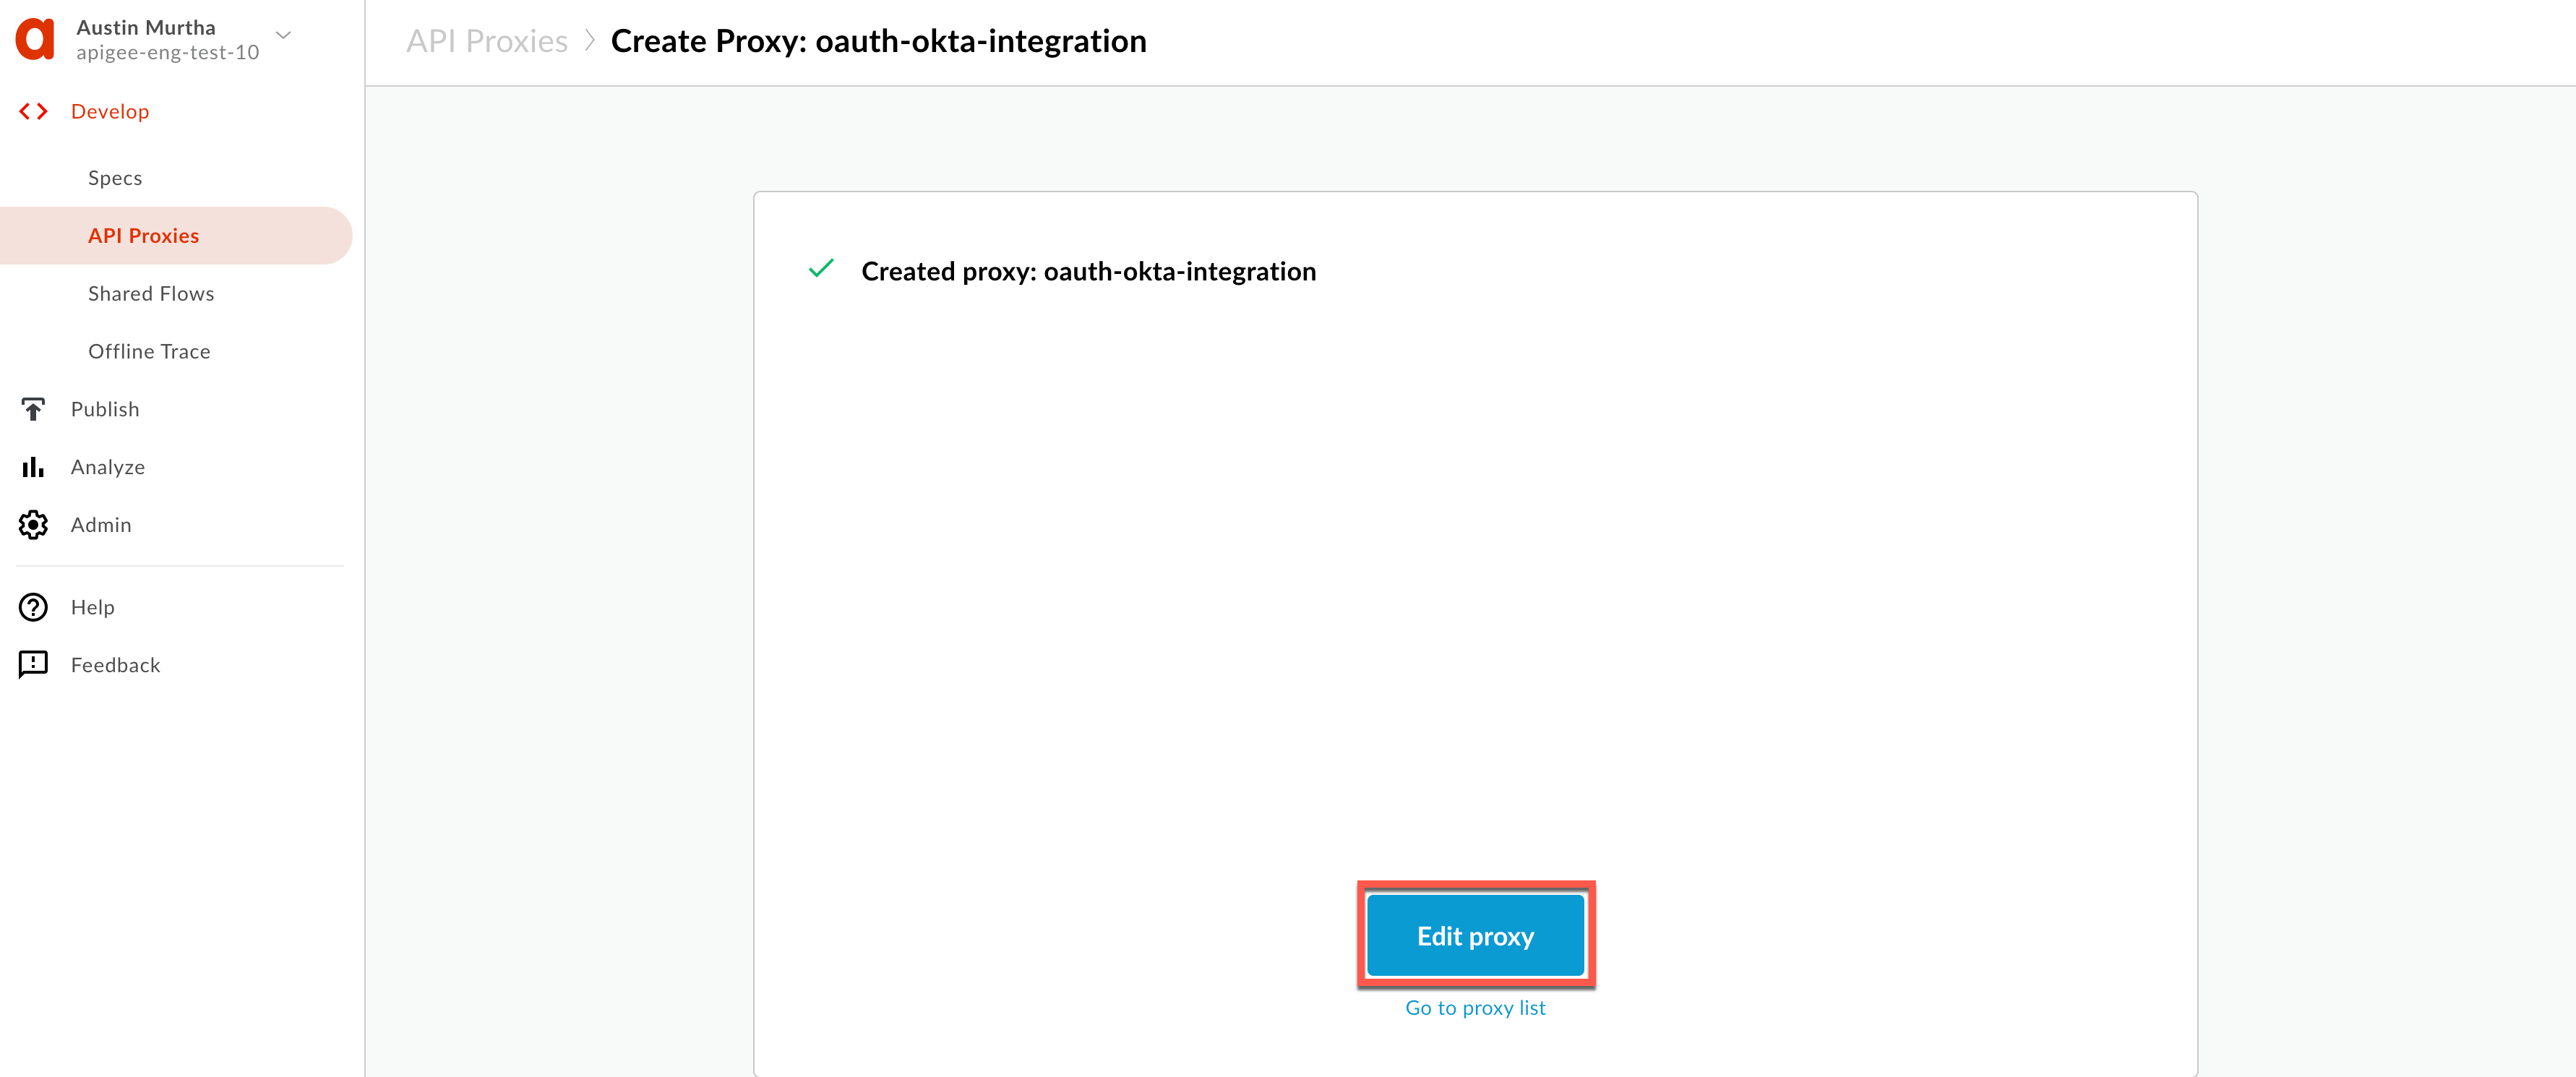 Austin Murtha
apigee-eng-test-10
Develop
Specs
API Proxies
Shared Flows
Offline Trace
Publish
Analyze
Admin
Help
Feedback
API Proxies > Create Proxy: oauth-okta-integration
Created proxy: oauth-okta-integration
Edit proxy
Go to proxy list